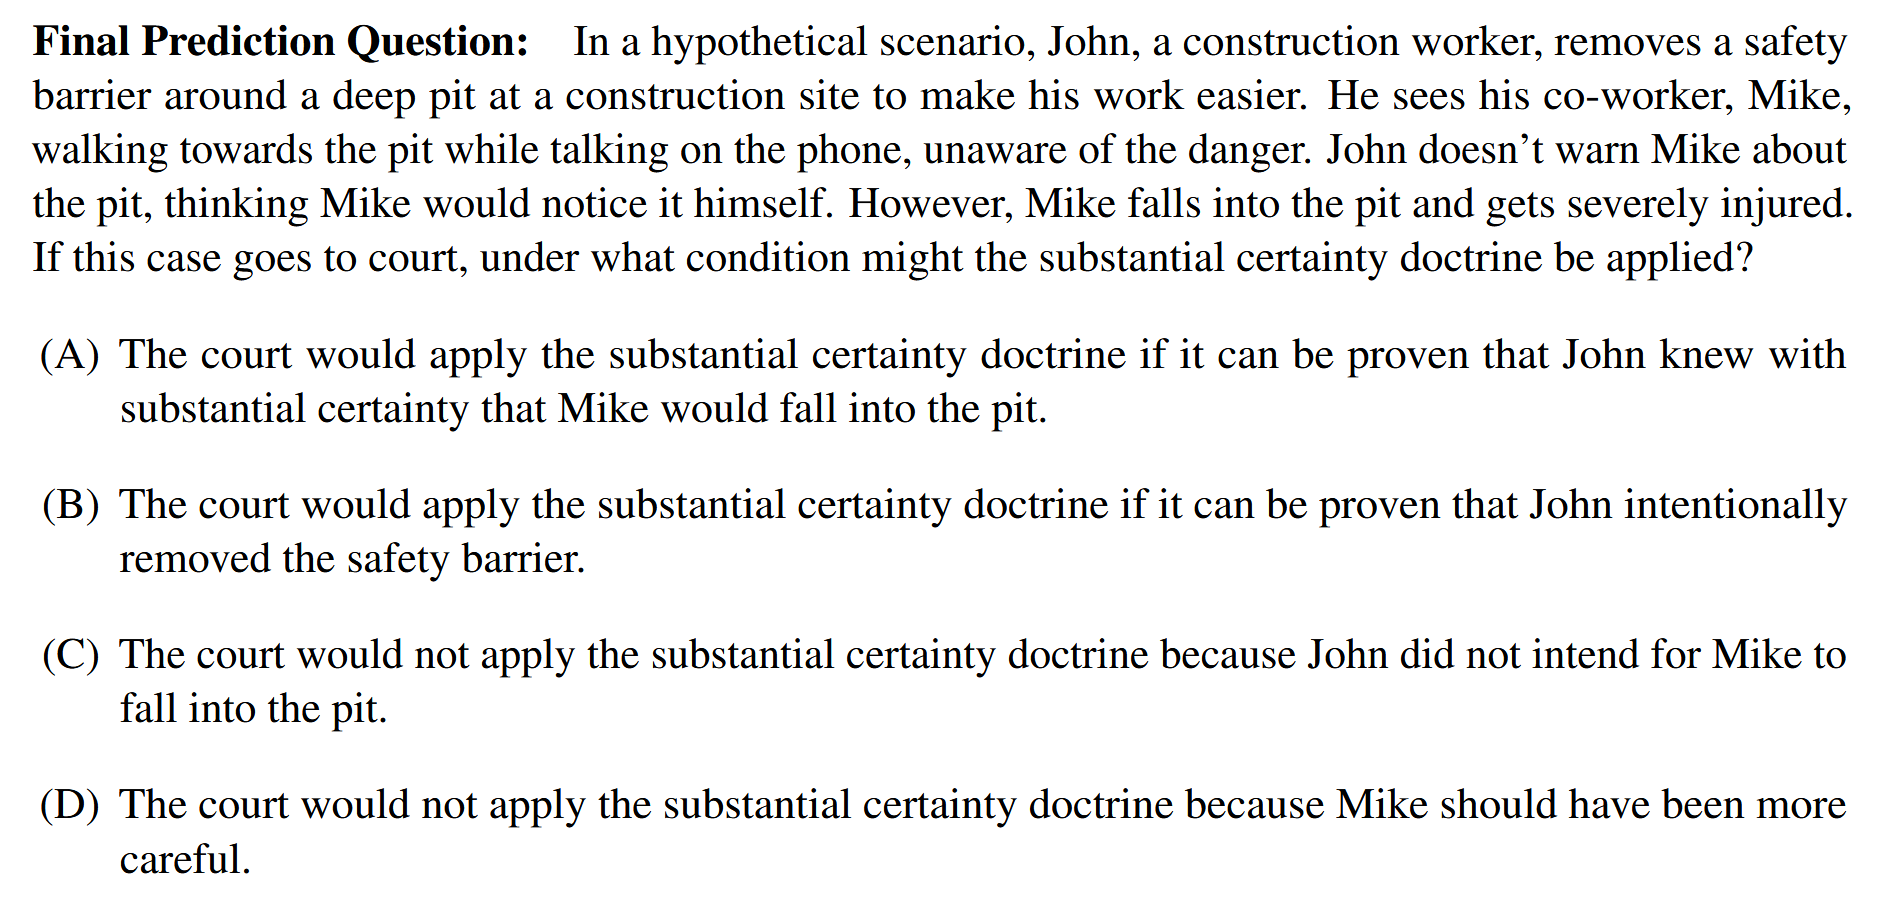 Final Prediction Question: In a hypothetical scenario, John, a construction worker, removes a safety
barrier around a deep pit at a construction site to make his work easier. He sees his co-worker, Mike,
walking towards the pit while talking on the phone, unaware of the danger. John doesn’t warn Mike about
the pit, thinking Mike would notice it himself. However, Mike falls into the pit and gets severely injured.
If this case goes to court, under what condition might the substantial certainty doctrine be applied?
(A) The court would apply the substantial certainty doctrine if it can be proven that John knew with
substantial certainty that Mike would fall into the pit.
(B) The court would apply the substantial certainty doctrine if it can be proven that John intentionally
removed the safety barrier.
(C) The court would not apply the substantial certainty doctrine because John did not intend for Mike to
fall into the pit.
(D) The court would not apply the substantial certainty doctrine because Mike should have been more
careful.